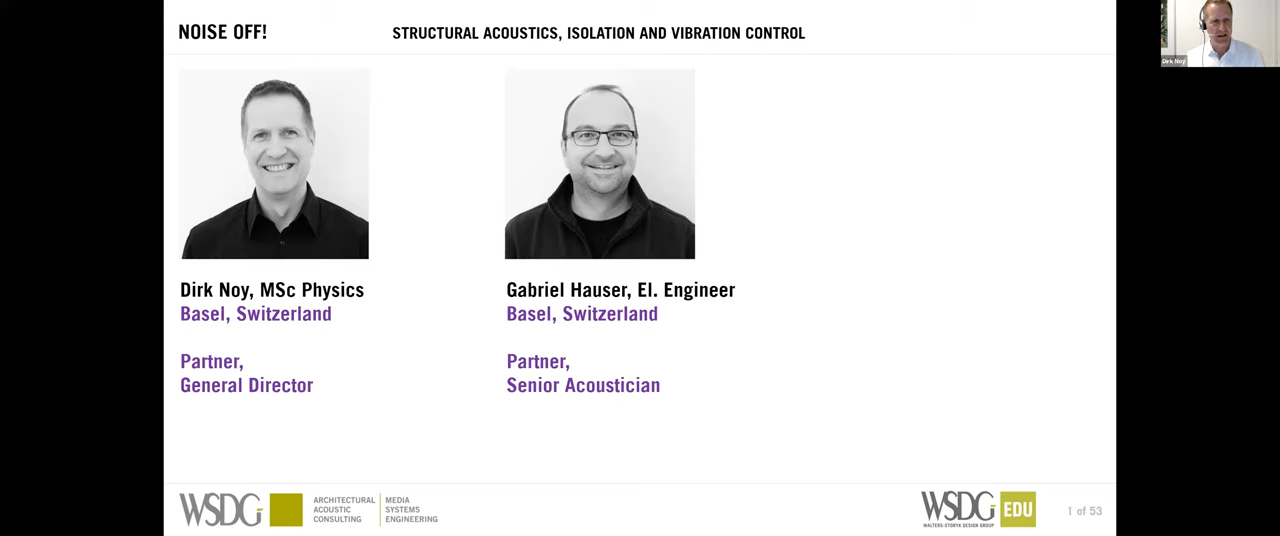 NOISE OFF!
STRUCTURAL ACOUSTICS, ISOLATION AND VIBRATION CONTROL
Dirk Noy
Dirk Noy, MSc Physics
Basel, Switzerland
Partner,
General Director
Gabriel Hauser, El. Engineer
Basel, Switzerland
Partner,
Senior Acoustician
WSDG
ARCHITECTURAL
ACOUSTIC
CONSULTING
MEDIA
SYSTEMS
ENGINEERING
WSDG
WALTERS-STORYK DESIGN GROUP
EDU
1 of 53